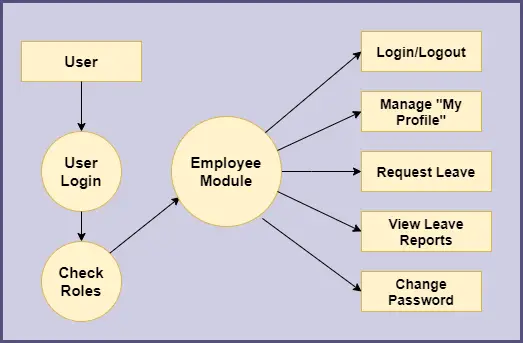 User
User
Login
Check
Roles
Employee
Module
Login/Logout
Manage "My
Profile"
Request Leave
View Leave
Reports
Change
Password